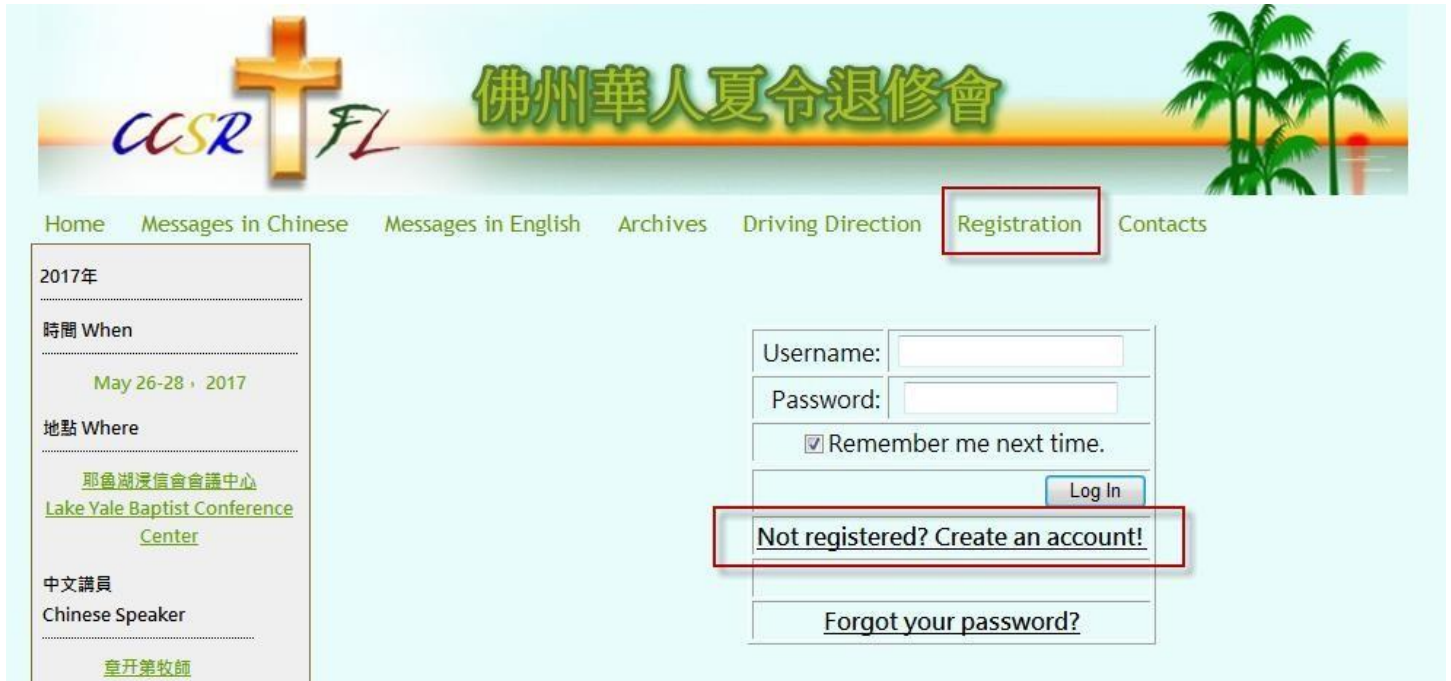 CCSR FL
佛州華人夏令退修會
Home Messages in Chinese Messages in English Archives Driving Direction Registration Contacts
2017年
時間 When
May 26-28，2017
地點 Where
耶魯湖浸信會會議中心
Lake Yale Baptist Conference
Center
中文講員
Chinese Speaker
章开第牧師
Username:
Password:
Remember me next time.
Log In
Not registered? Create an account!
Forgot your password?